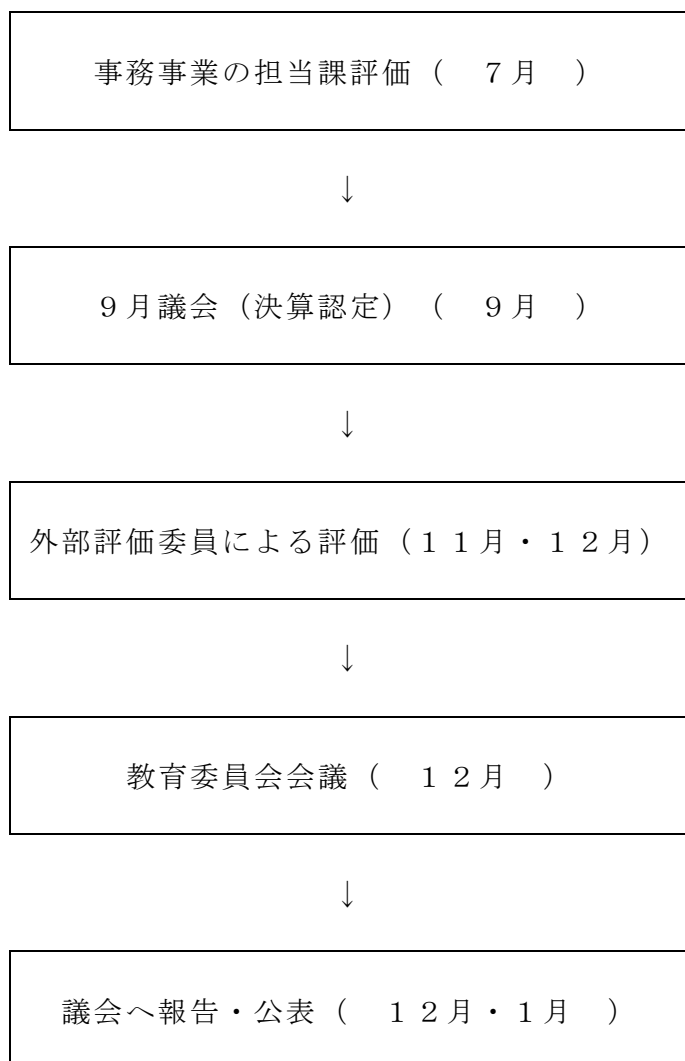 事務事業の担当課評価（　７月　）
↓
９月議会（決算認定）（　９月　）
↓
外部評価委員による評価（１１月・１２月）
↓
教育委員会会議（　１２月　）
↓
議会へ報告・公表（　１２月・１月　）